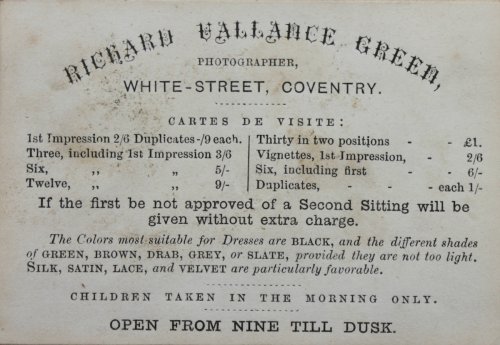 RICHARD VALLANCE GREEN,
PHOTOGRAPHER,
WHITE-STREET, COVENTRY.
CARTES DE VISITE:
1st Impression 2/6 Duplicates -/9 each.
Three, including 1st Impression 3/6
Six, ,, ,, 5/-
Twelve, ,, ,, 9/-
Thirty in two positions - - £1.
Vignettes, 1st Impression, - 2/6
Six, including first - - 6/-
Duplicates, - - - each 1/-
If the first be not approved of a Second Sitting will be
given without extra charge.
The Colors most suitable for Dresses are BLACK, and the different shades
of GREEN, BROWN, DRAB, GREY, or SLATE, provided they are not too light.
SILK, SATIN, LACE, and VELVET are particularly favorable.
CHILDREN TAKEN IN THE MORNING ONLY.
OPEN FROM NINE TILL DUSK.